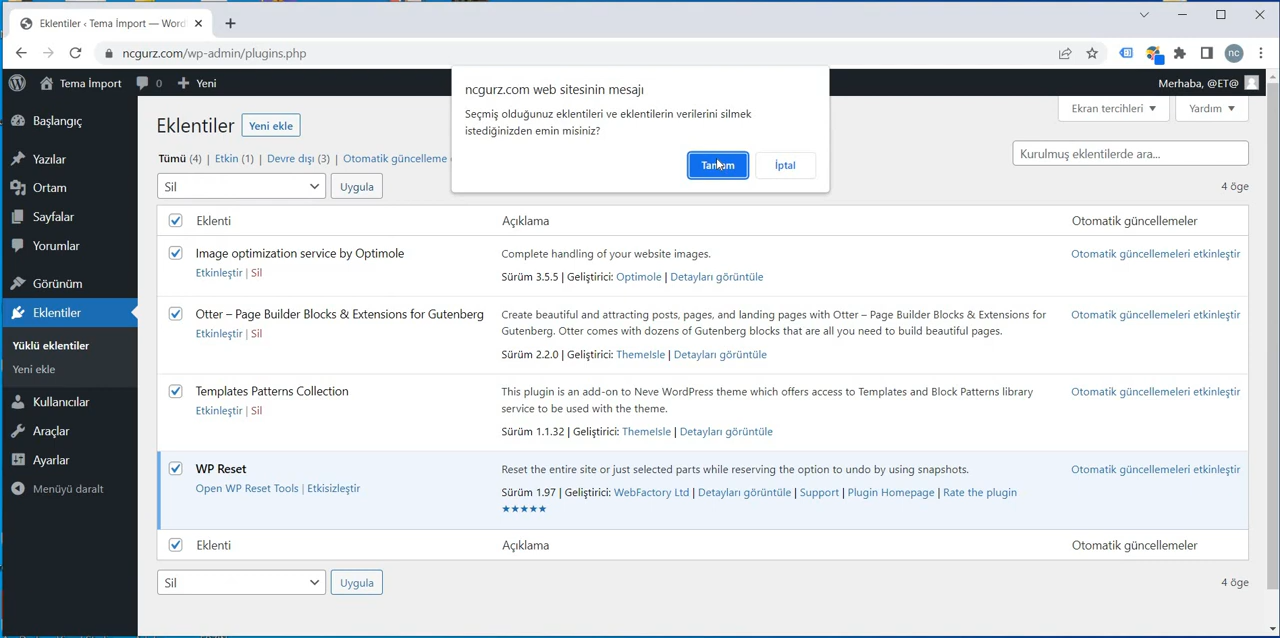 Eklentiler ‹ Tema İmport — Word
ncgurz.com/wp-admin/plugins.php
nc
Tema İmport
0
Yeni
Merhaba, @ET@
ncgurz.com web sitesinin mesajı
Seçmiş olduğunuz eklentileri ve eklentilerin verilerini silmek
istediğinizden emin misiniz?
Tamam
İptal
Ekran tercihleri
Yardım
Başlangıç
Yazılar
Ortam
Sayfalar
Yorumlar
Görünüm
Eklentiler
Yüklü eklentiler
Yeni ekle
Kullanıcılar
Araçlar
Ayarlar
Menüyü daralt
Eklentiler
Yeni ekle
Tümü (4) | Etkin (1) | Devre dışı (3) | Otomatik güncelleme
Kurulmuş eklentilerde ara...
Sil
Uygula
4 öge
Eklenti
Açıklama
Otomatik güncellemeler
Image optimization service by Optimole
Etkinleştir | Sil
Complete handling of your website images.
Sürüm 3.5.5 | Geliştirici: Optimole | Detayları görüntüle
Otomatik güncellemeleri etkinleştir
Otter – Page Builder Blocks & Extensions for Gutenberg
Etkinleştir | Sil
Create beautiful and attracting posts, pages, and landing pages with Otter – Page Builder Blocks & Extensions for
Gutenberg. Otter comes with dozens of Gutenberg blocks that are all you need to build beautiful pages.
Sürüm 2.2.0 | Geliştirici: ThemeIsle | Detayları görüntüle
Otomatik güncellemeleri etkinleştir
Templates Patterns Collection
Etkinleştir | Sil
This plugin is an add-on to Neve WordPress theme which offers access to Templates and Block Patterns library
service to be used with the theme.
Sürüm 1.1.32 | Geliştirici: ThemeIsle | Detayları görüntüle
Otomatik güncellemeleri etkinleştir
WP Reset
Open WP Reset Tools | Etkisizleştir
Reset the entire site or just selected parts while reserving the option to undo by using snapshots.
Sürüm 1.97 | Geliştirici: WebFactory Ltd | Detayları görüntüle | Support | Plugin Homepage | Rate the plugin
★★★★★
Otomatik güncellemeleri etkinleştir
Eklenti
Açıklama
Otomatik güncellemeler
Sil
Uygula
4 öge